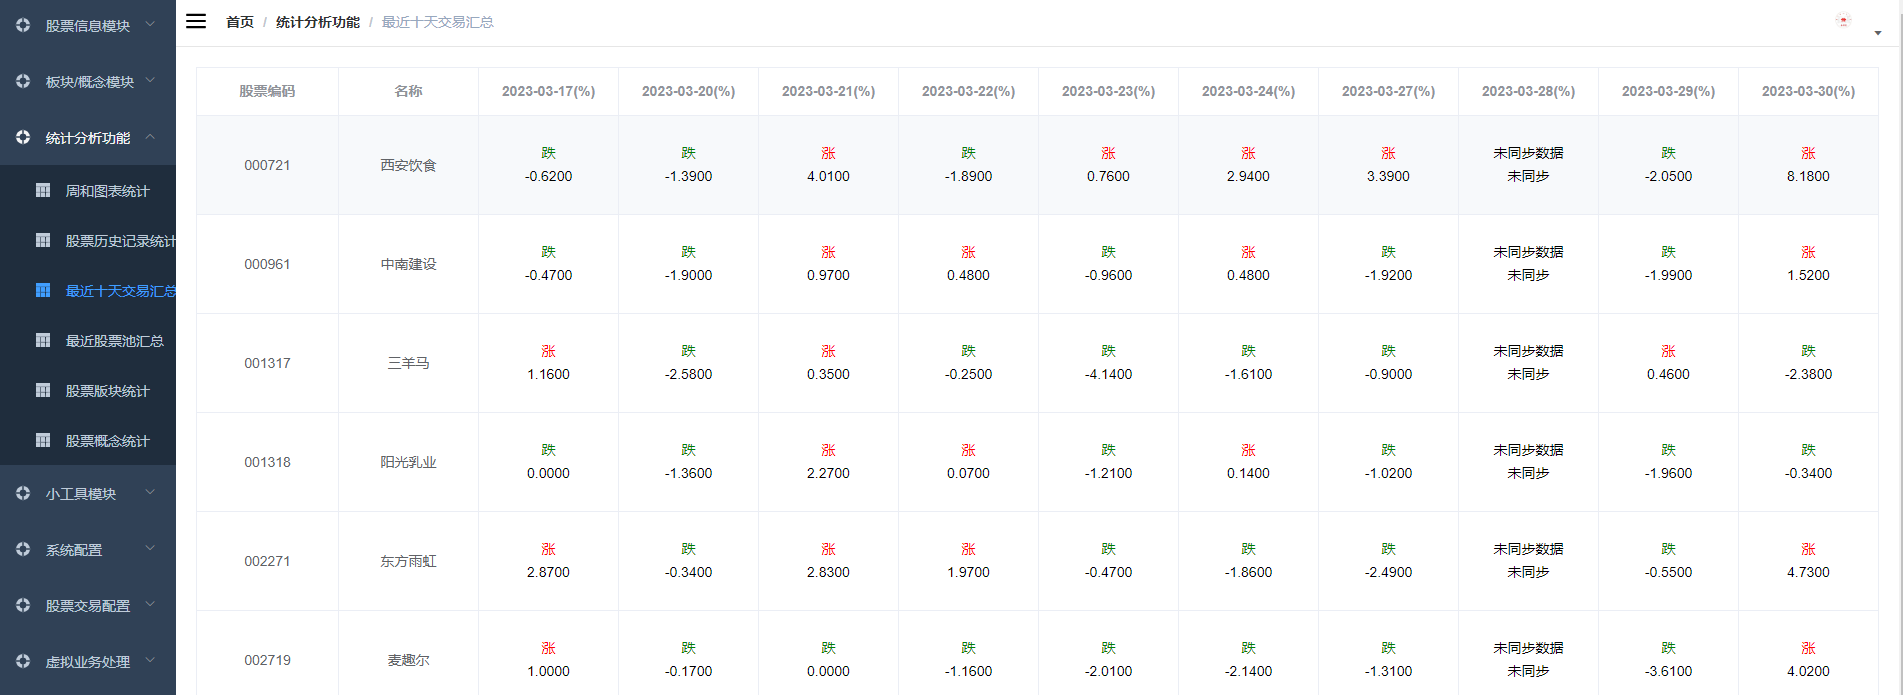 股票信息模块
板块/概念模块
统计分析功能
周和图表统计
股票历史记录统计
最近十天交易汇总
最近股票池汇总
股票版块统计
股票概念统计
小工具模块
系统配置
股票交易配置
虚拟业务处理
首页 / 统计分析功能 / 最近十天交易汇总
股票编码 名称 2023-03-17(%) 2023-03-20(%) 2023-03-21(%) 2023-03-22(%) 2023-03-23(%) 2023-03-24(%) 2023-03-27(%) 2023-03-28(%) 2023-03-29(%) 2023-03-30(%)
跌 跌 涨 跌 涨 涨 涨 未同步数据 跌 涨
000721 西安饮食
-0.6200 -1.3900 4.0100 -1.8900 0.7600 2.9400 3.3900 未同步 -2.0500 8.1800
跌 跌 涨 涨 跌 涨 跌 未同步数据 跌 涨
000961 中南建设
-0.4700 -1.9000 0.9700 0.4800 -0.9600 0.4800 -1.9200 未同步 -1.9900 1.5200
涨 跌 涨 跌 跌 跌 跌 未同步数据 涨 跌
001317 三羊马
1.1600 -2.5800 0.3500 -0.2500 -4.1400 -1.6100 -0.9000 未同步 0.4600 -2.3800
跌 跌 涨 涨 跌 涨 跌 未同步数据 跌 跌
001318 阳光乳业
0.0000 -1.3600 2.2700 0.0700 -1.2100 0.1400 -1.0200 未同步 -1.9600 -0.3400
涨 跌 涨 涨 跌 跌 跌 未同步数据 跌 涨
002271 东方雨虹
2.8700 -0.3400 2.8300 1.9700 -0.4700 -1.8600 -2.4900 未同步 -0.5500 4.7300
涨 跌 跌 跌 跌 跌 跌 未同步数据 跌 涨
002719 麦趣尔
1.0000 -0.1700 0.0000 -1.1600 -2.0100 -2.1400 -1.3100 未同步 -3.6100 4.0200